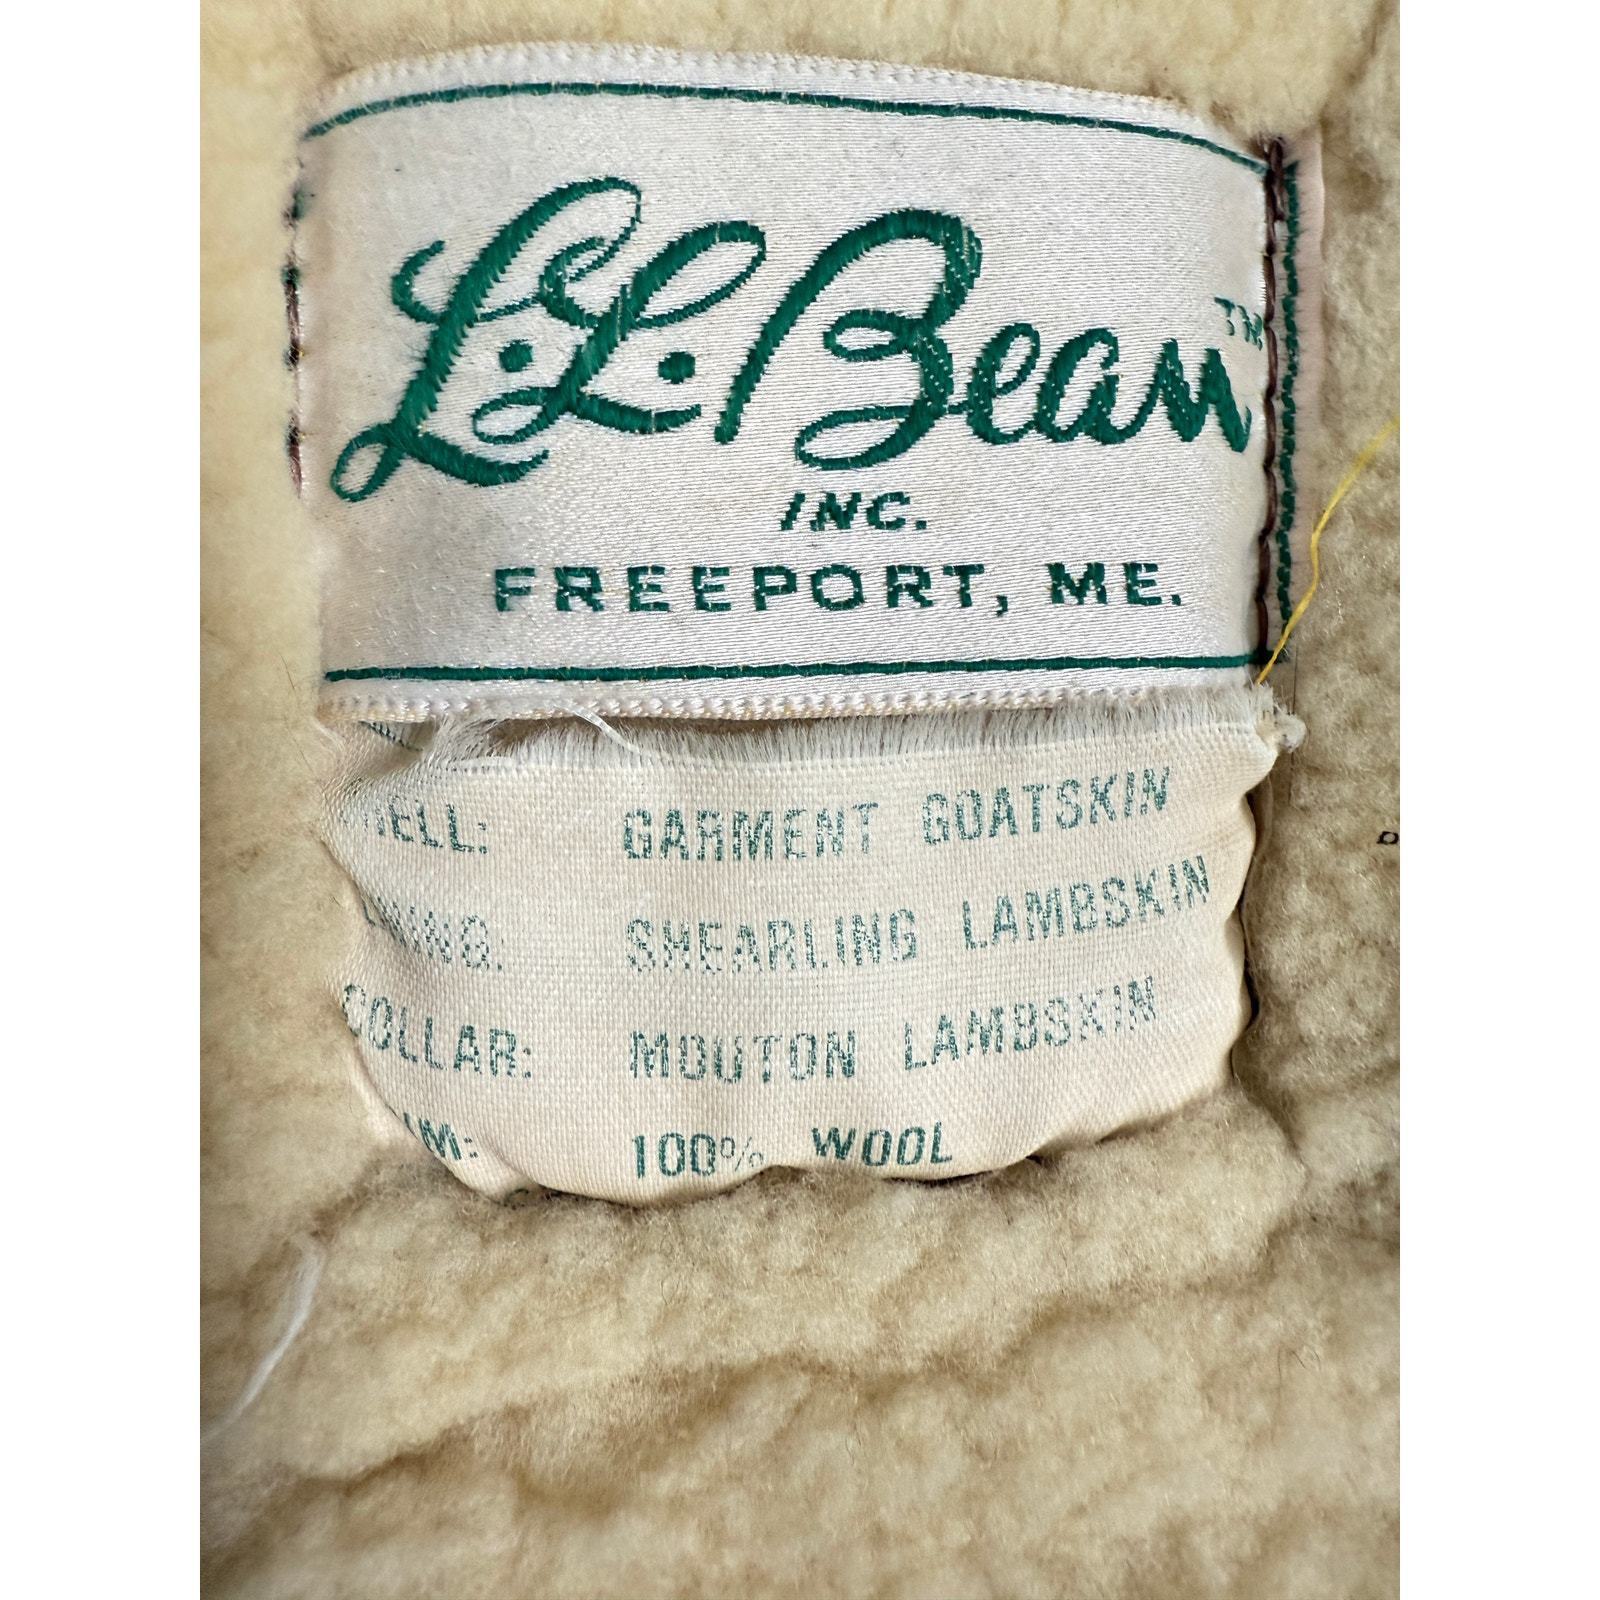 L.L.Bean™
INC.
FREEPORT, ME.
GARMENT GOATSKIN
SHEARLING LAMBSKIN
COLLAR: MOUTON LAMBSKIN
100% WOOL